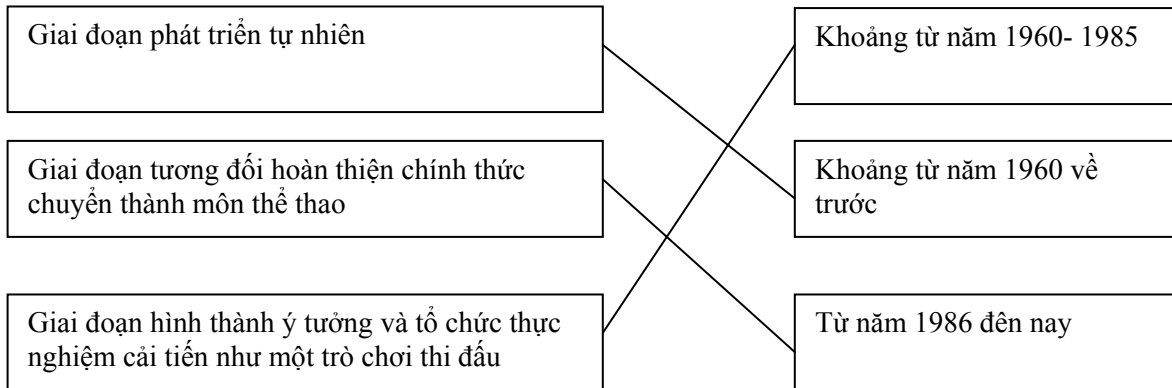 Giai đoạn phát triển tự nhiên
Khoảng từ năm 1960- 1985
Giai đoạn tương đối hoàn thiện chính thức
chuyển thành môn thể thao
Khoảng từ năm 1960 về
trước
Giai đoạn hình thành ý tưởng và tổ chức thực
nghiệm cải tiến như một trò chơi thi đấu
Từ năm 1986 đên nay